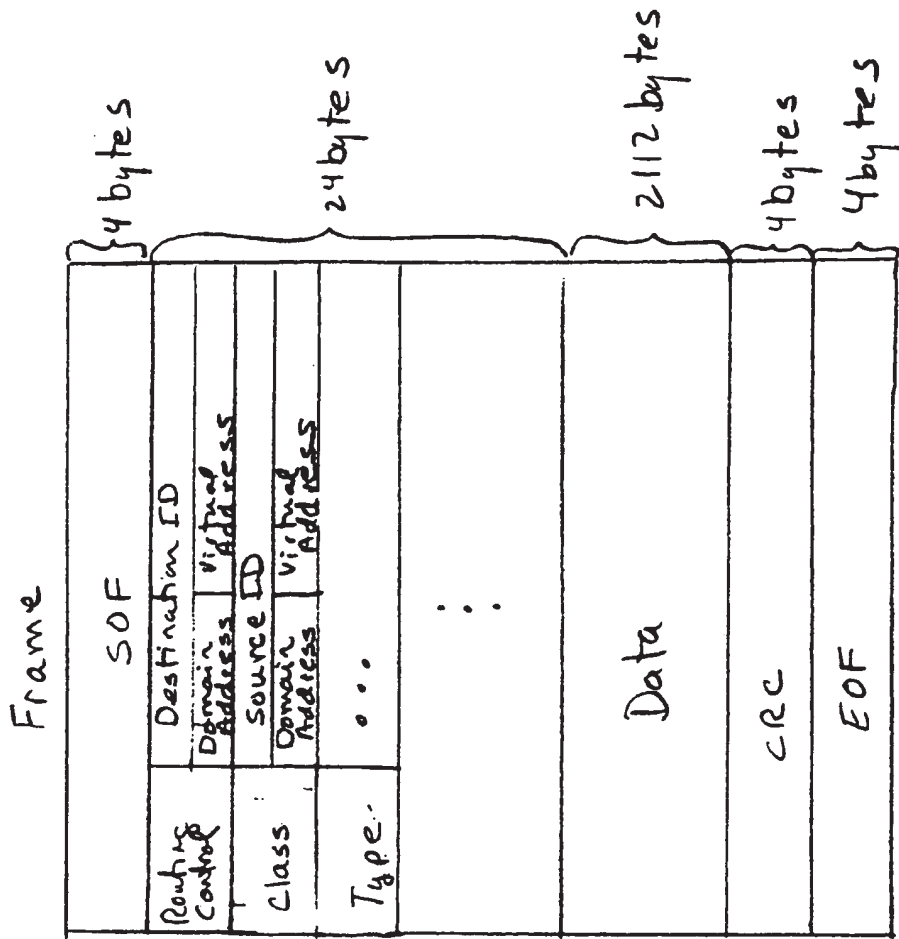 Frame
SOF
4 bytes
Routing
Control
Destination ID
Domain
Address
Virtual
Address
Class
Source ID
Domain
Address
Virtual
Address
Type
...
24 bytes
...
Data
2112 bytes
CRC
4 bytes
EOF
4 bytes